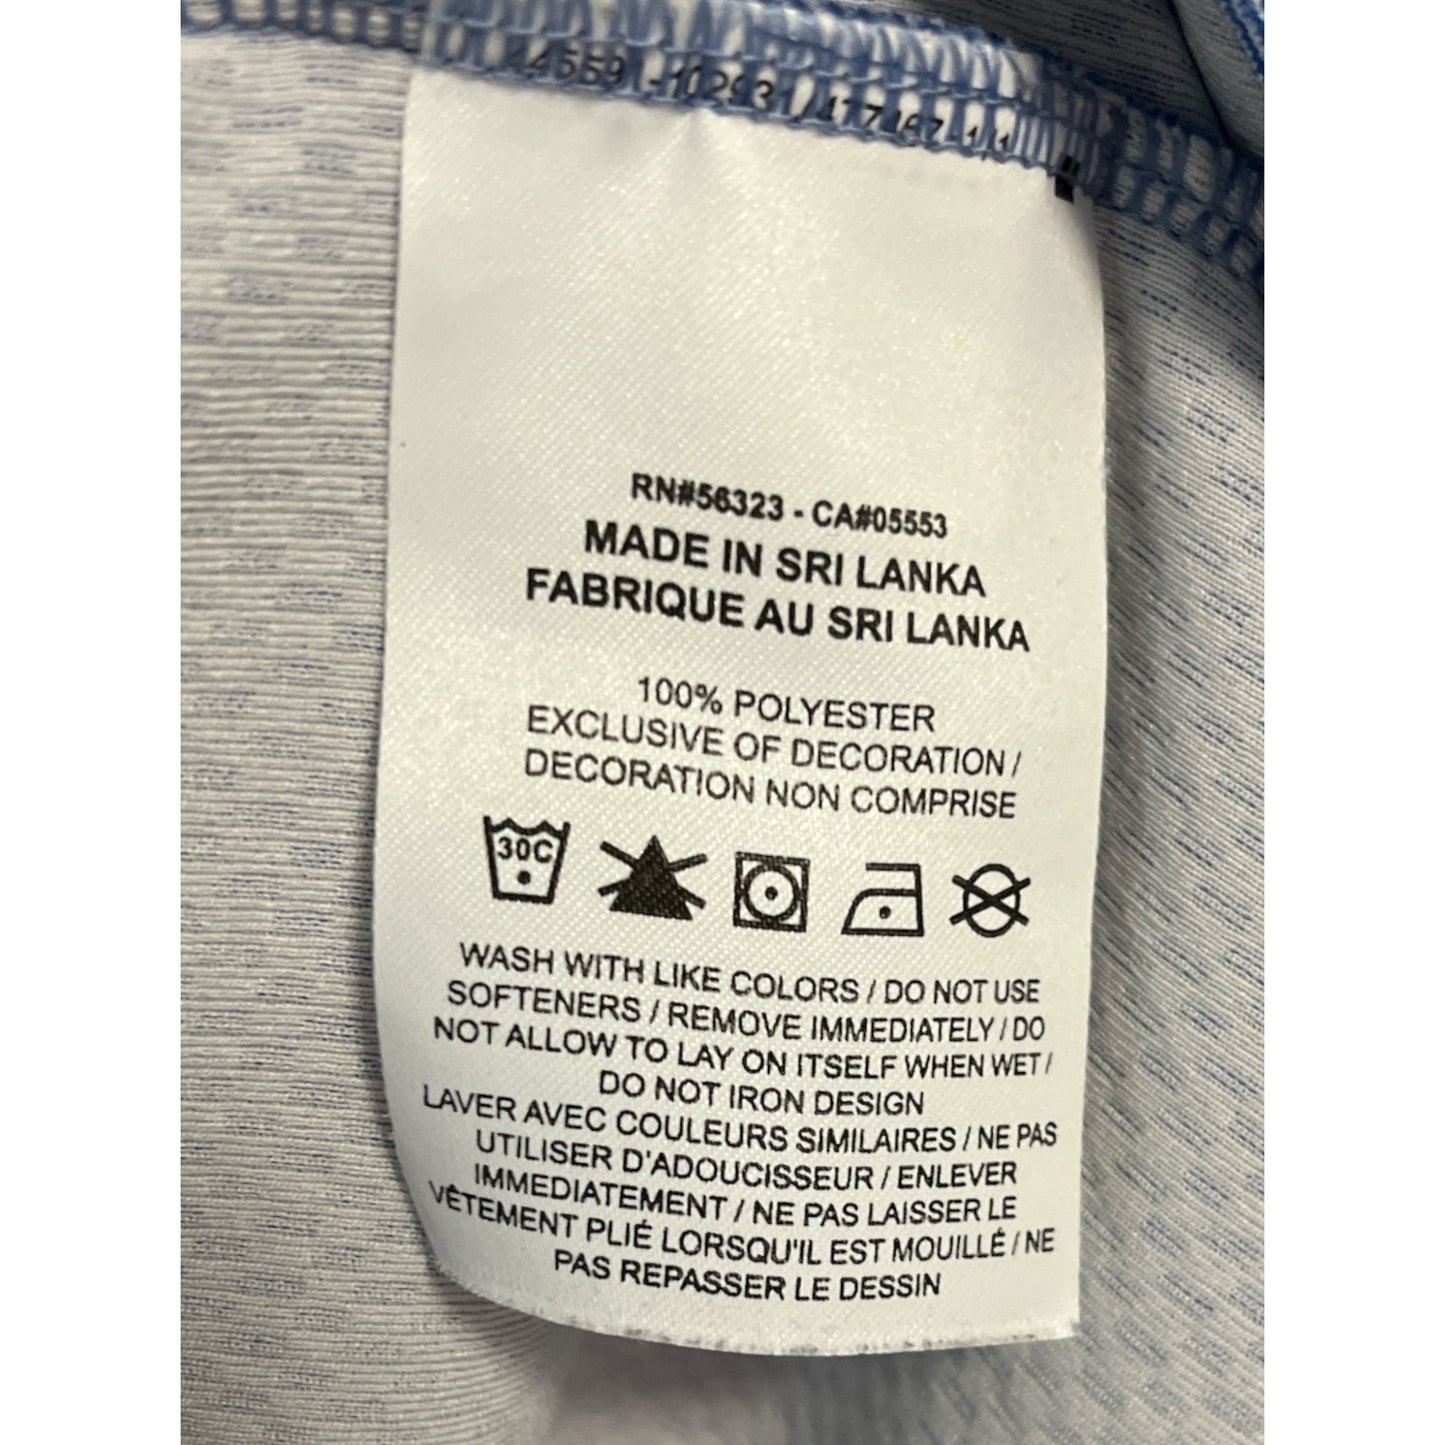 RN#56323 - CA#05553
MADE IN SRI LANKA
FABRIQUE AU SRI LANKA
100% POLYESTER
EXCLUSIVE OF DECORATION /
DECORATION NON COMPRISE
30C
WASH WITH LIKE COLORS / DO NOT USE
SOFTENERS / REMOVE IMMEDIATELY / DO
NOT ALLOW TO LAY ON ITSELF WHEN WET /
DO NOT IRON DESIGN
LAVER AVEC COULEURS SIMILAIRES / NE PAS
UTILISER D'ADOUCISSEUR / ENLEVER
IMMEDIATEMENT / NE PAS LAISSER LE
VÊTEMENT PLIÉ LORSQU'IL EST MOUILLÉ / NE
PAS REPASSER LE DESSIN